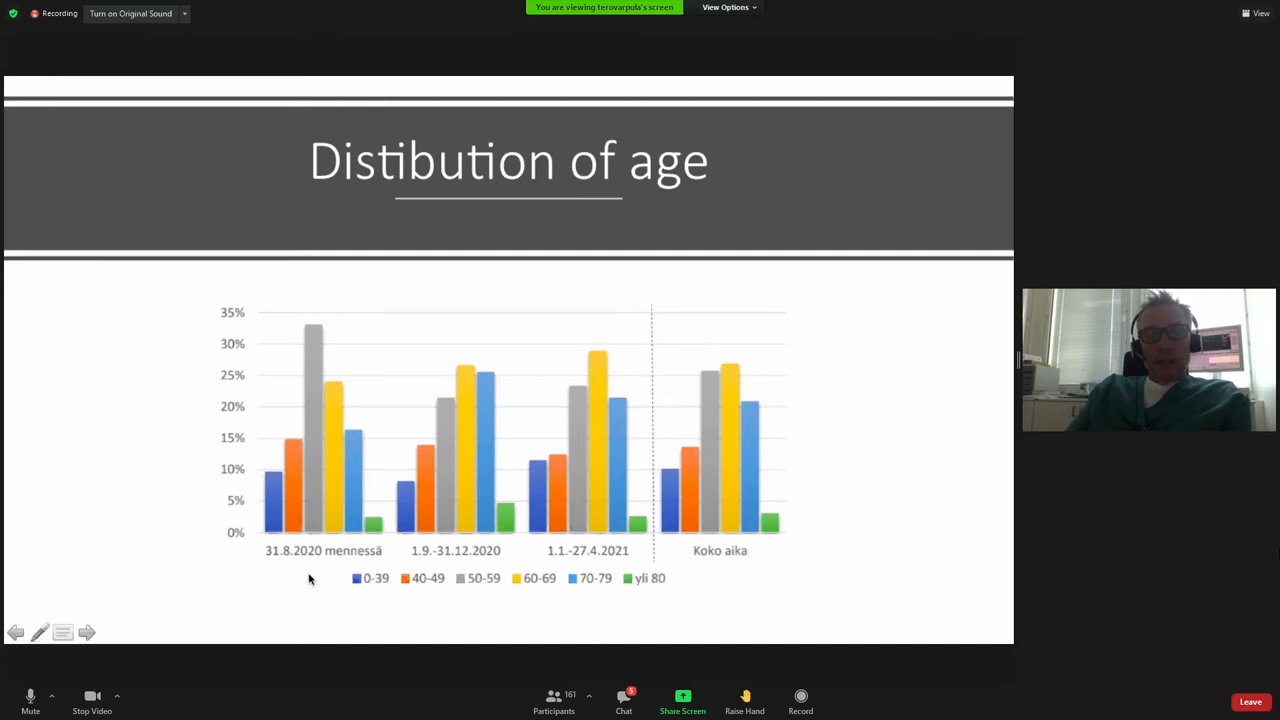 Recording
Turn on Original Sound
You are viewing terovarpula's screen
View Options
View
Distibution of age
35%
30%
25%
20%
15%
10%
5%
0%
31.8.2020 mennessä 1.9.-31.12.2020 1.1.-27.4.2021 Koko aika
0-39 40-49 50-59 60-69 70-79 yli 80
161
5
Mute Stop Video Participants Chat Share Screen Raise Hand Record Leave